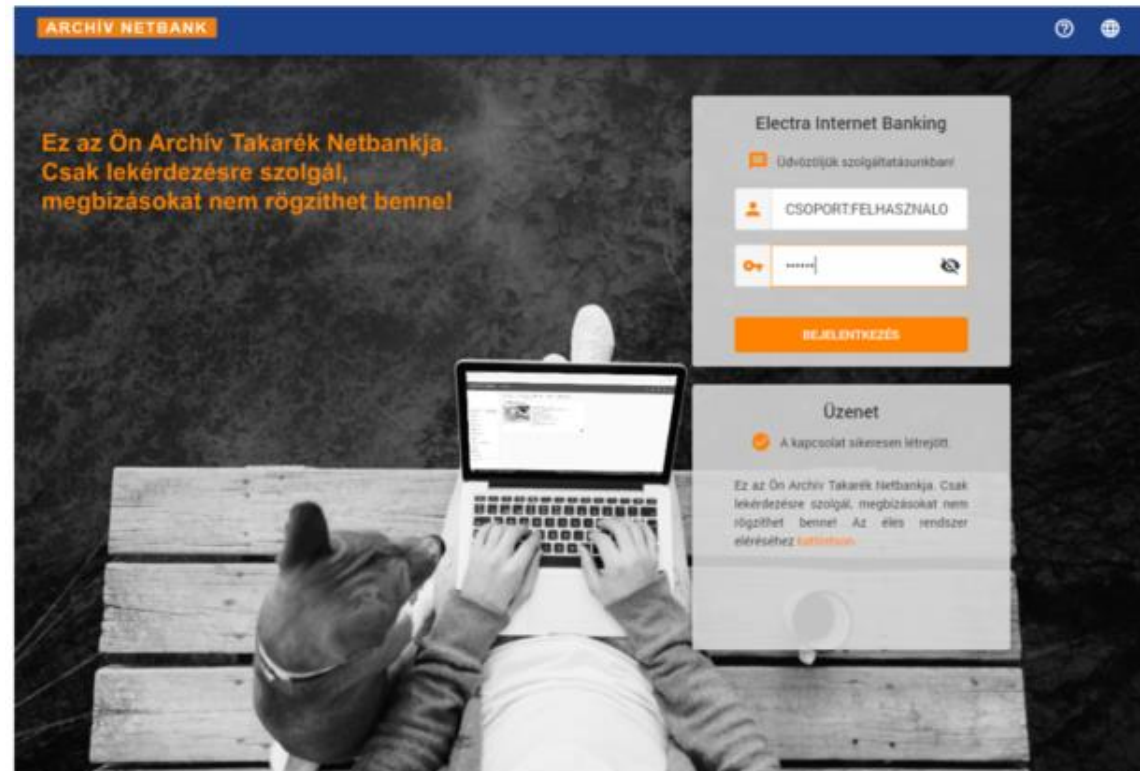 ARCHÍV NETBANK
Ez az Ön Archív Takarék Netbankja.
Csak lekérdezésre szolgál,
megbízásokat nem rögzíthet benne!
Electra Internet Banking
Üdvözöljük szolgáltatásunkban!
CSOPORT:FELHASZNALO
BEJELENTKEZÉS
Üzenet
A kapcsolat sikeresen létrejött.
Ez az Ön Archív Takarék Netbankja. Csak
lekérdezésre szolgál, megbízásokat nem
rögzíthet benne! Az éles rendszer
eléréséhez kattintson.